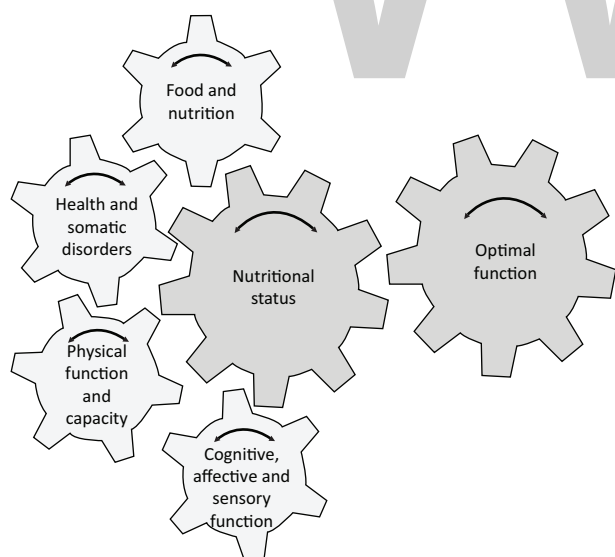 Food and
nutrition
Health and
somatic
disorders
Nutritional
status
Optimal
function
Physical
function
and
capacity
Cognitive,
affective and
sensory
function